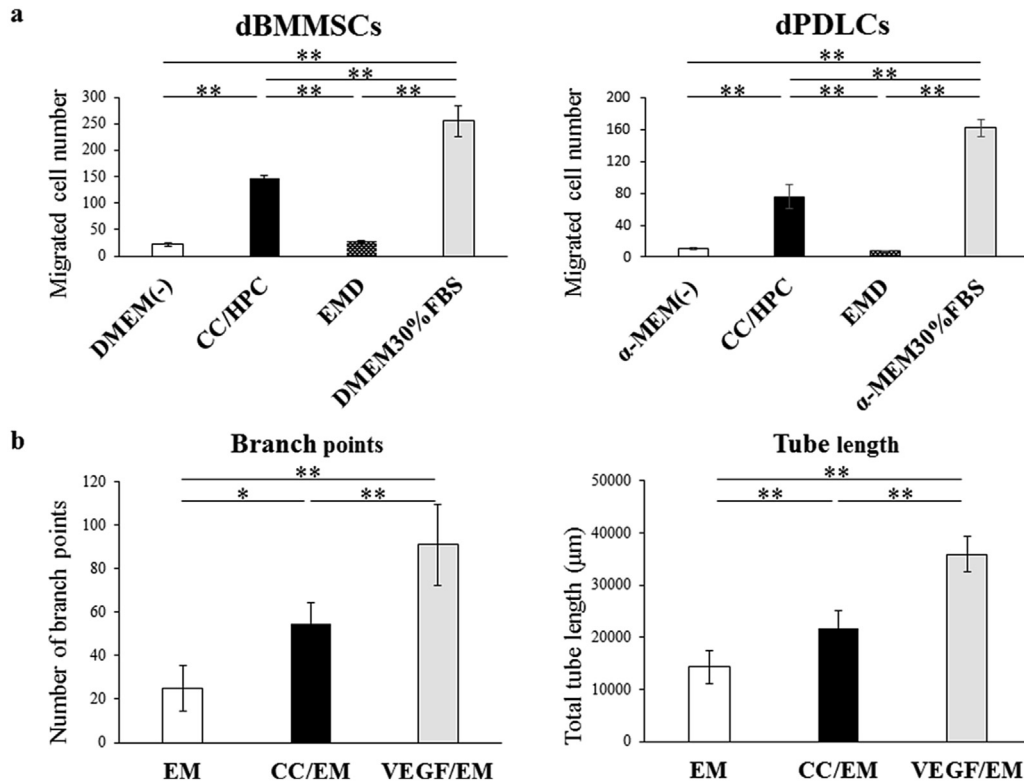 a
dBMMSCs
**
**
** ** **
Migrated cell number
300
250
200
150
100
50
0
DMEM(-)
CC/HPC
EMD
DMEM30%FBS
dPDLCs
**
**
** ** **
Migrated cell number
200
160
120
80
40
0
α-MEM(-)
CC/HPC
EMD
α-MEM30%FBS
b
Branch points
**
* **
Number of branch points
120
100
80
60
40
20
0
EM CC/EM VEGF/EM
Tube length
**
** **
Total tube length (μm)
50000
40000
30000
20000
10000
0
EM CC/EM VEGF/EM